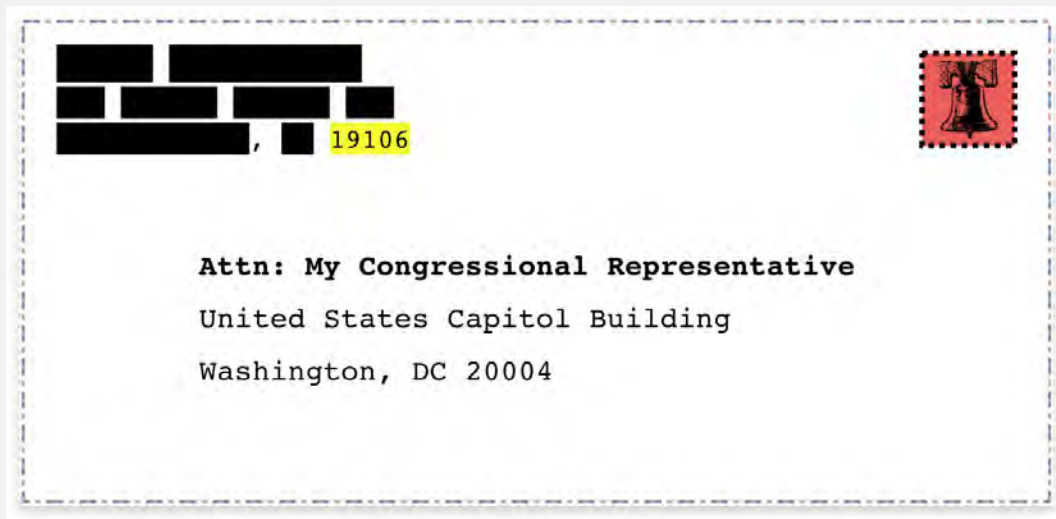 , 19106
Attn: My Congressional Representative
United States Capitol Building
Washington, DC 20004